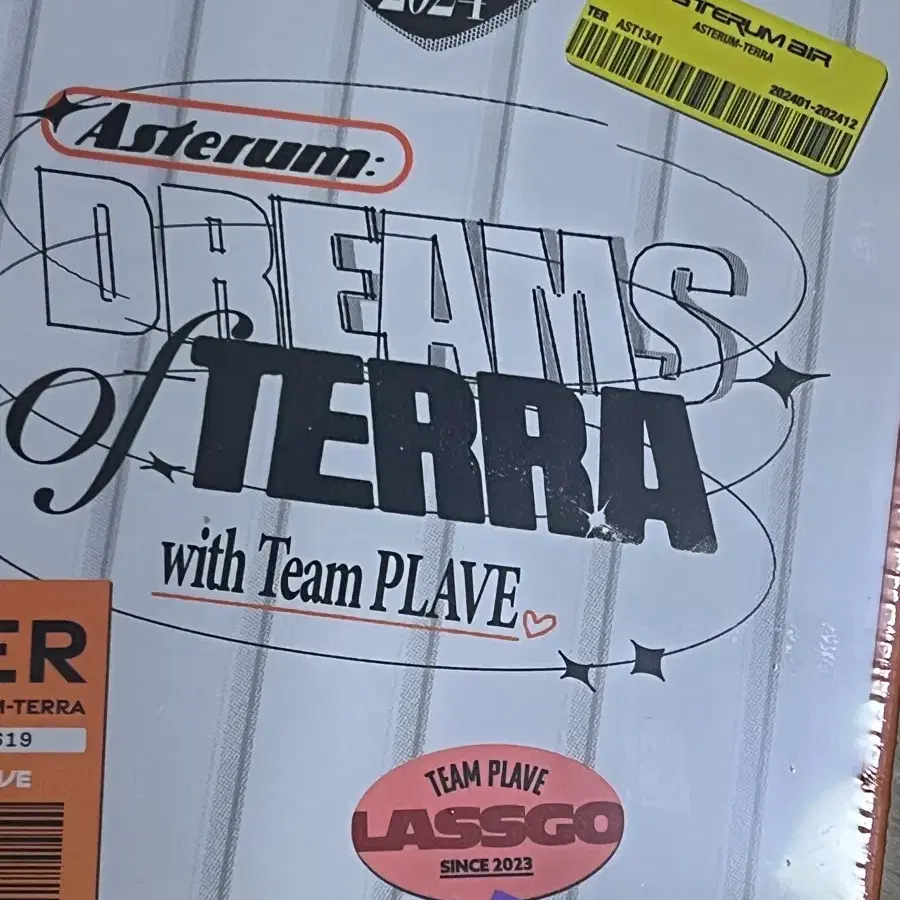 2024
ASTERUM AIR
ASTERUM-TERRA
TER AST1341
202401-202412
Asterum:
DREAMS
of TERRA
with Team PLAVE
ER
-TERRA
619
VE
TEAM PLAVE
LASSGO
SINCE 2023